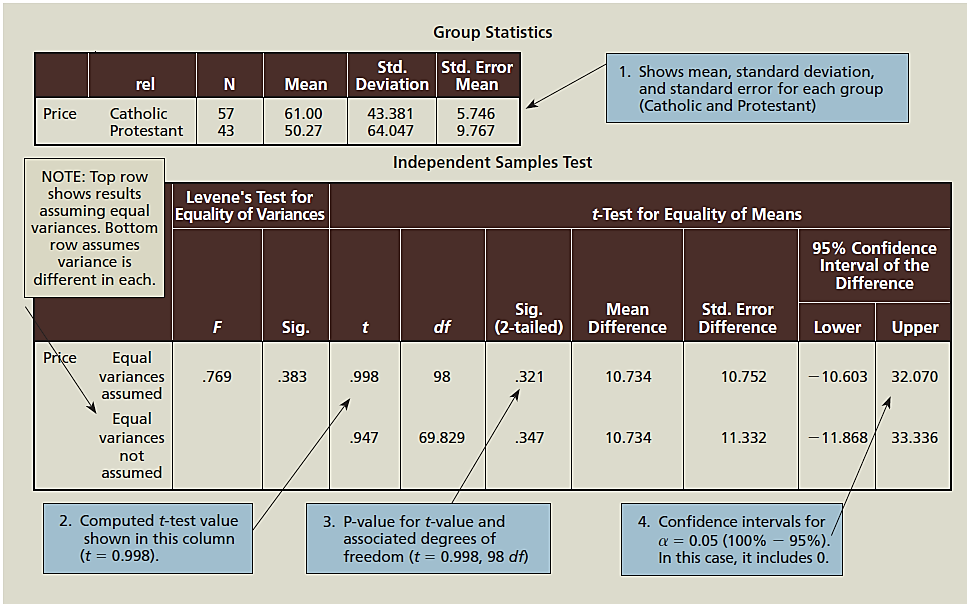 Group Statistics
rel N Mean Std. Deviation Std. Error Mean
Price Catholic 57 61.00 43.381 5.746
Protestant 43 50.27 64.047 9.767
1. Shows mean, standard deviation,
and standard error for each group
(Catholic and Protestant)
Independent Samples Test
NOTE: Top row
shows results
assuming equal
variances. Bottom
row assumes
variance is
different in each.
Levene's Test for
Equality of Variances
t-Test for Equality of Means
95% Confidence
Interval of the
Difference
F Sig. t df Sig. (2-tailed) Mean Difference Std. Error Difference Lower Upper
Price Equal variances assumed .769 .383 .998 98 .321 10.734 10.752 −10.603 32.070
Equal variances not assumed .947 69.829 .347 10.734 11.332 −11.868 33.336
2. Computed t-test value
shown in this column
(t = 0.998).
3. P-value for t-value and
associated degrees of
freedom (t = 0.998, 98 df)
4. Confidence intervals for
α = 0.05 (100% − 95%).
In this case, it includes 0.